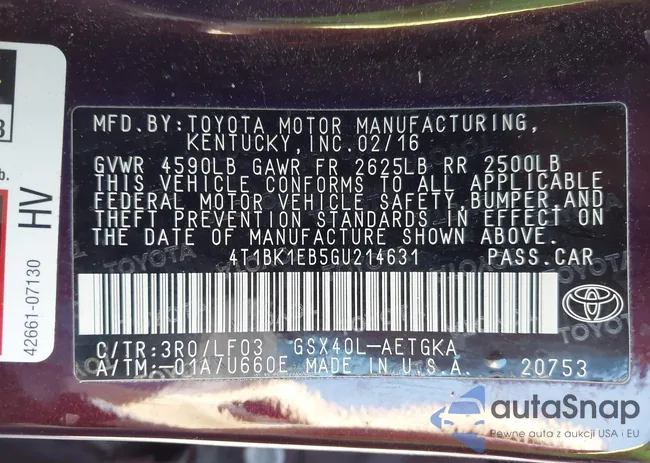 3
b.
HV
42661-07130
MFD.BY:TOYOTA MOTOR MANUFACTURING,
KENTUCKY,INC.02/16
GVWR 4590LB GAWR FR 2625LB RR 2500LB
THIS VEHICLE CONFORMS TO ALL APPLICABLE
FEDERAL MOTOR VEHICLE SAFETY,BUMPER,AND
THEFT PREVENTION STANDARDS IN EFFECT ON
THE DATE OF MANUFACTURE SHOWN ABOVE.
4T1BK1EB5GU214631 PASS.CAR
C/TR:3R0/LF03 GSX40L-AETGKA
A/TM:-01A/U660E MADE IN U.S.A. 20753
autaSnap
Pewne auta z aukcji USA i EU